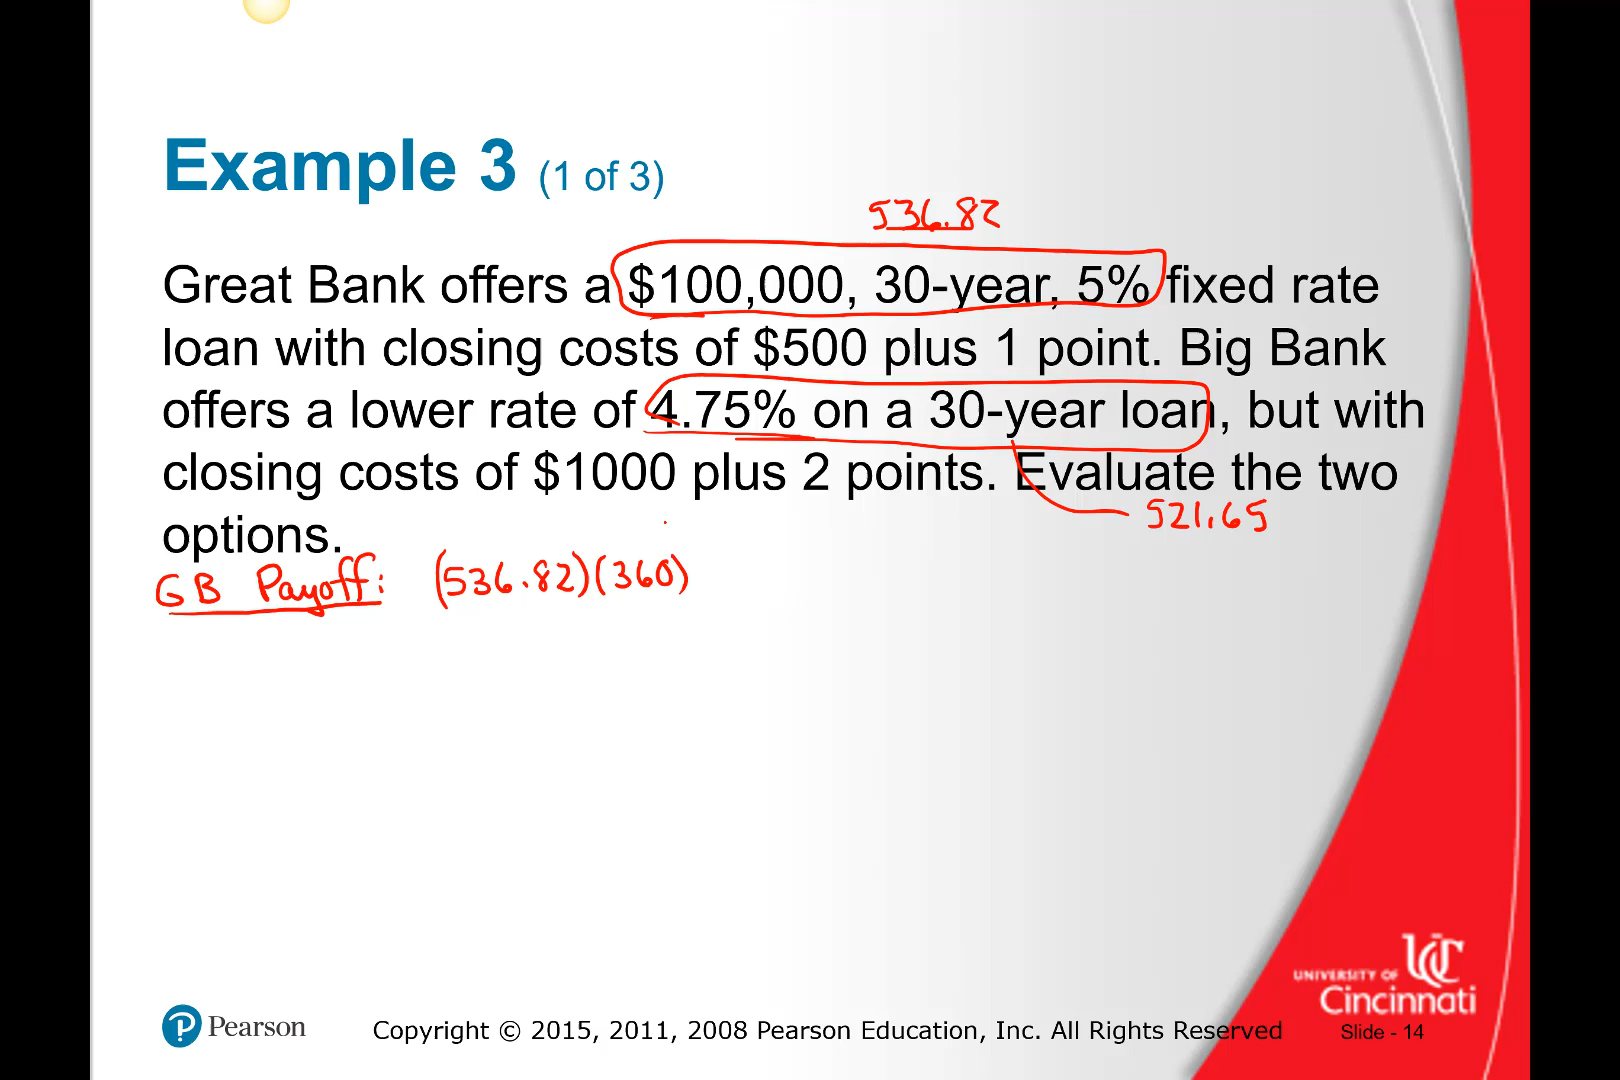 Example 3 (1 of 3)
536.82
Great Bank offers a $100,000, 30-year, 5% fixed rate
loan with closing costs of $500 plus 1 point. Big Bank
offers a lower rate of 4.75% on a 30-year loan, but with
closing costs of $1000 plus 2 points. Evaluate the two
521.65
options.
GB Payoff: (536.82)(360)
UC
UNIVERSITY OF
Cincinnati
P Pearson
Copyright © 2015, 2011, 2008 Pearson Education, Inc. All Rights Reserved
Slide - 14